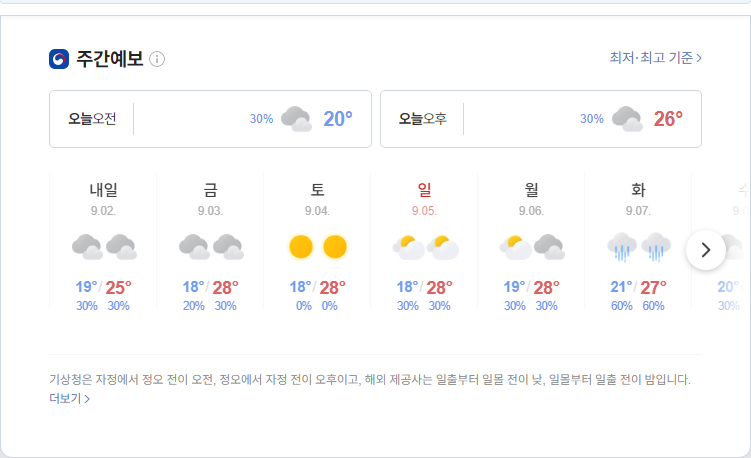 주간예보
최저·최고 기준
오늘오전 30% 20°
오늘오후 30% 26°
내일 금 토 일 월 화
9.02. 9.03. 9.04. 9.05. 9.06. 9.07.
19°/25° 18°/28° 18°/28° 18°/28° 19°/28° 21°/27° 20°
30% 30% 20% 30% 0% 0% 30% 30% 30% 30% 60% 60% 30%
기상청은 자정에서 정오 전이 오전, 정오에서 자정 전이 오후이고, 해외 제공사는 일출부터 일몰 전이 낮, 일몰부터 일출 전이 밤입니다.
더보기